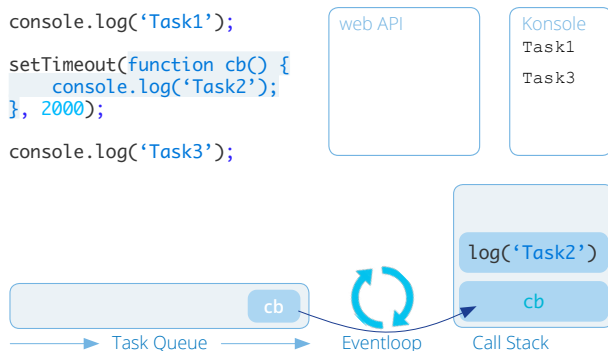 console.log(‘Task1’);
setTimeout(function cb() {
console.log(‘Task2’);
}, 2000);
console.log(‘Task3’);
web API
Konsole
Task1
Task3
log(‘Task2’)
cb
cb
Task Queue
Eventloop
Call Stack